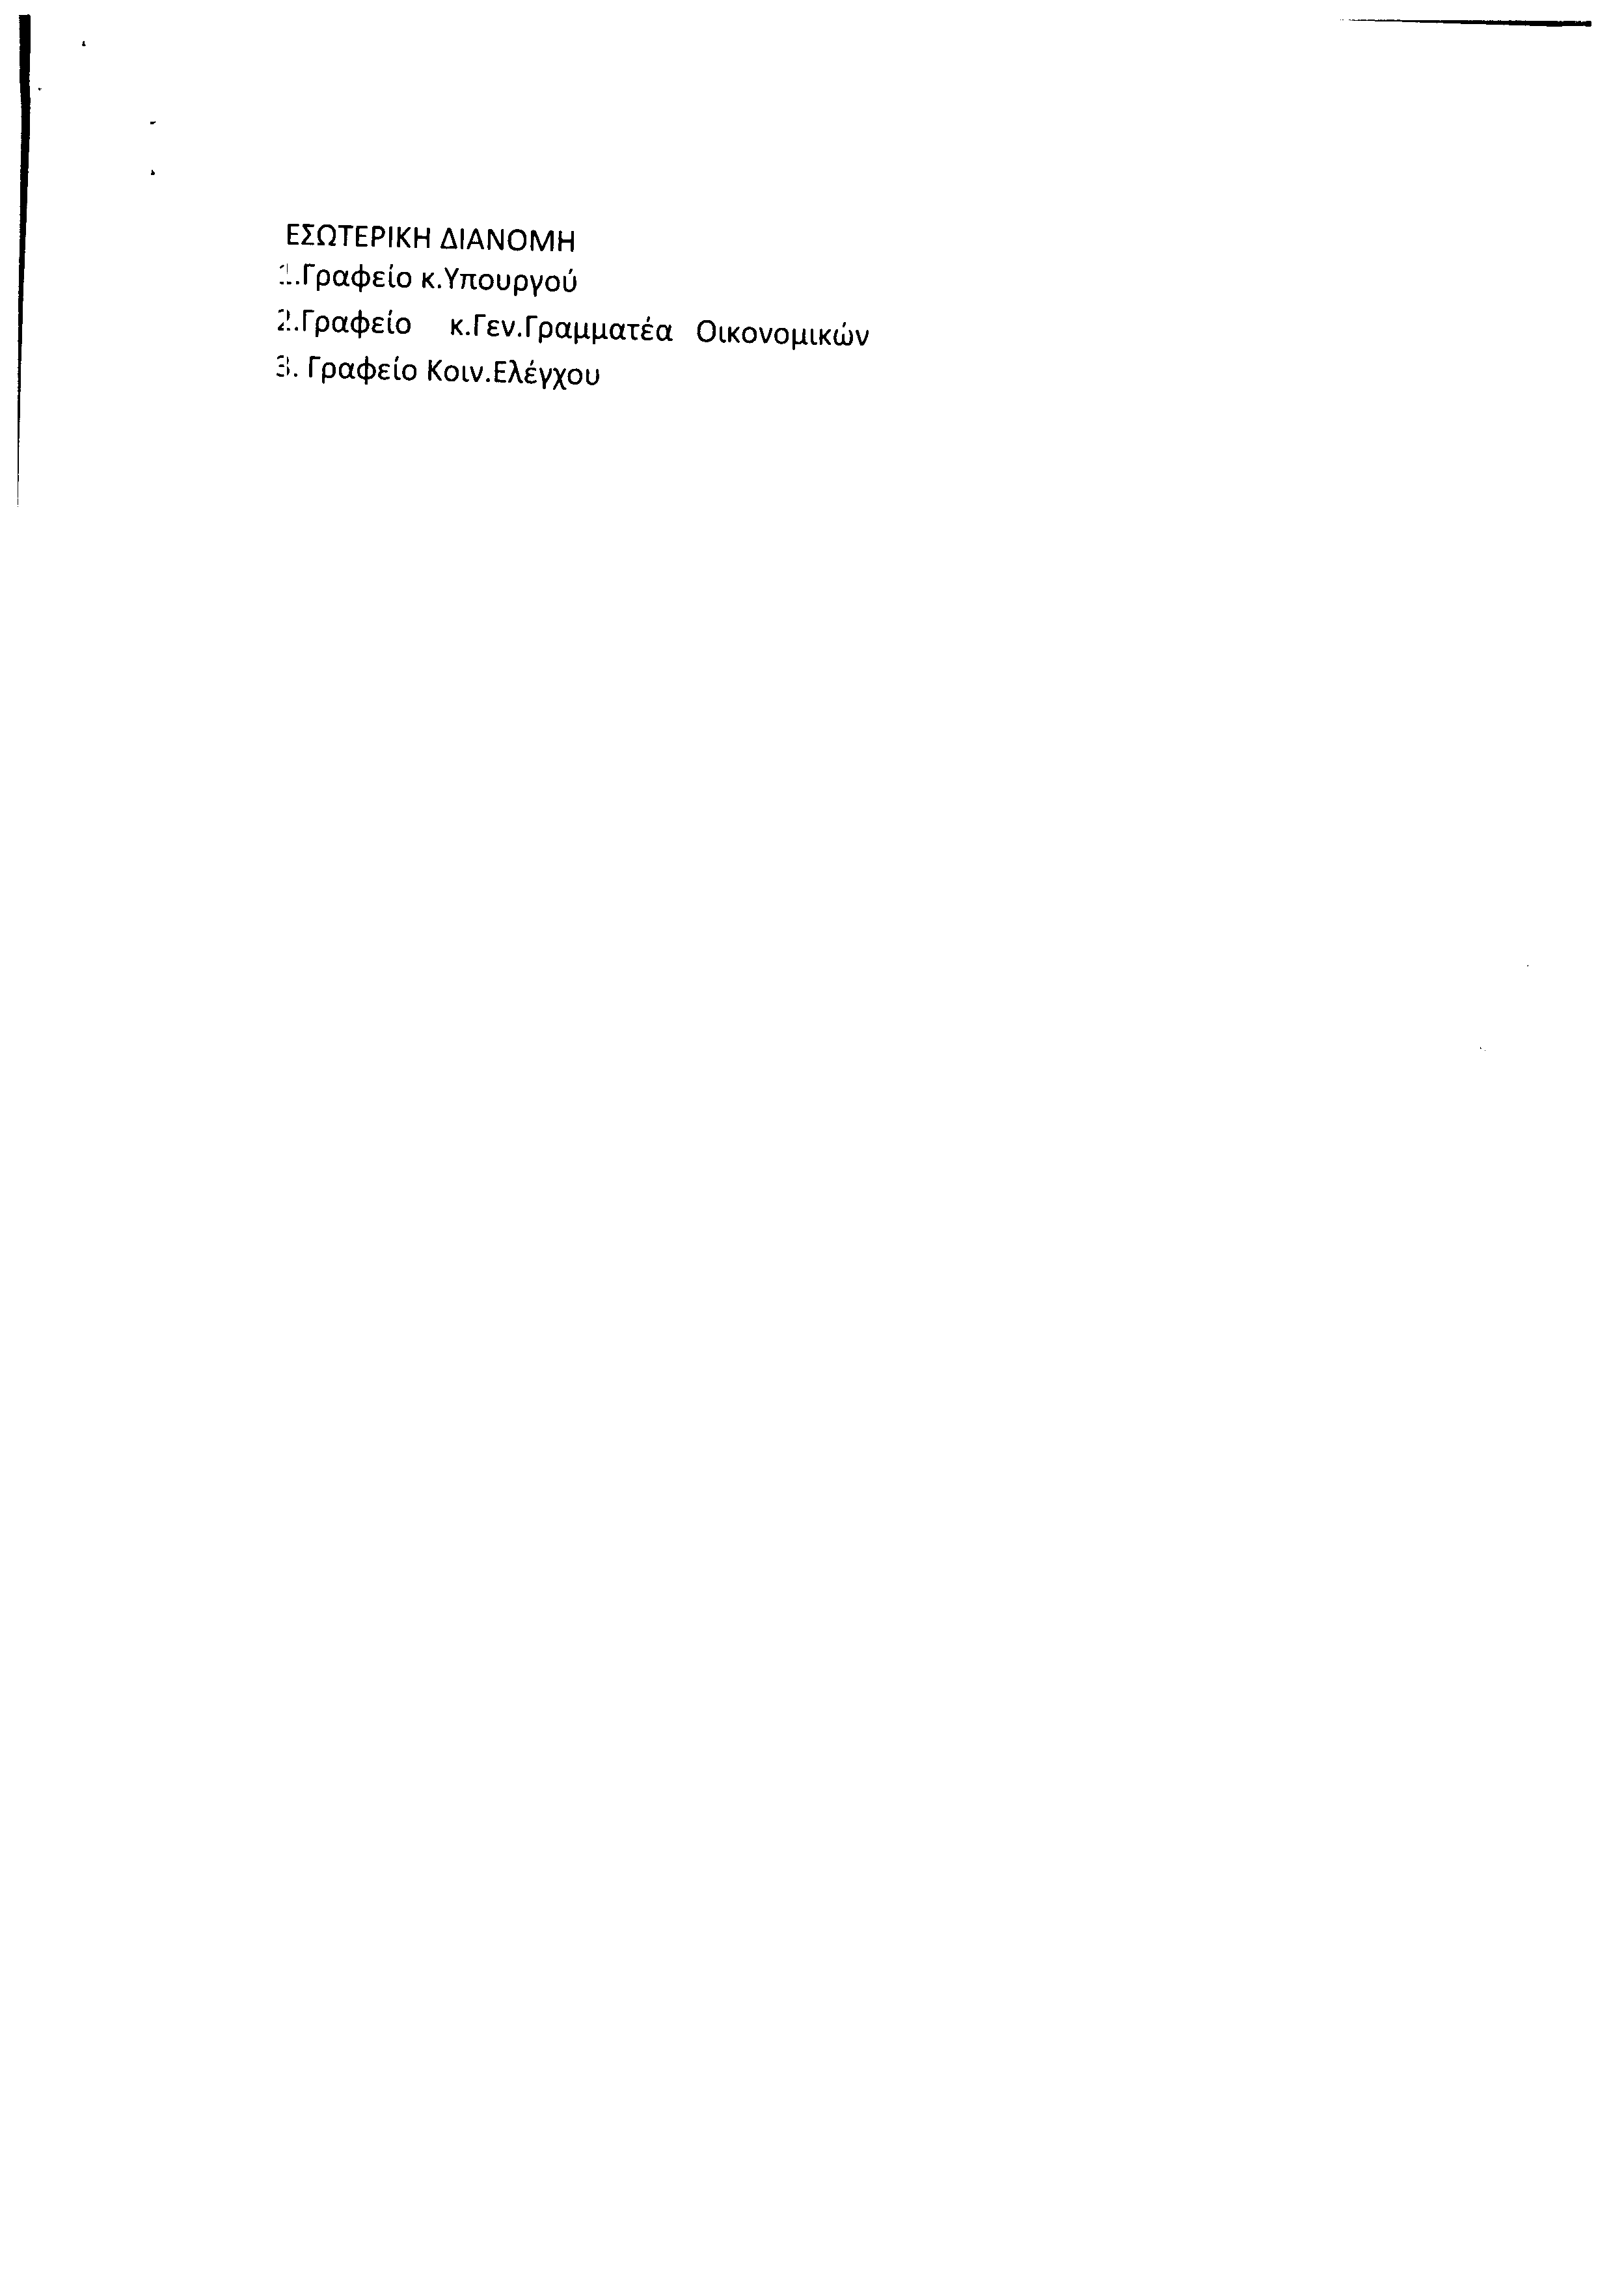 ΕΣΩΤΕΡΙΚΗ ΔΙΑΝΟΜΗ
1.Γραφείο κ.Υπουργού
2.Γραφείο κ.Γεν.Γραμματέα Οικονομικών
3. Γραφείο Κοιν.Ελέγχου